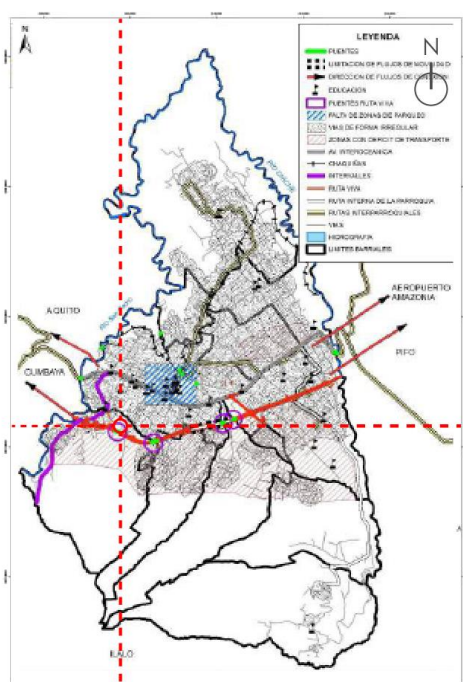 N
LEYENDA
N
PUENTES
LIMITACION DE FLUJOS DE MOVILIDAD
DIRECCION DE FLUJOS DE CONEXION
EDUCACION
PUENTES RUTA VIVA
FALTA DE ZONAS DE PARQUEO
VIAS DE FORMA IRREGULAR
ZONAS CON DEFICIT DE TRANSPORTE
AV. INTEROCEANICA
CHAQUIÑAN
INTERVALLES
RUTA VIVA
RUTA INTERNA DE LA PARROQUIA
RUTAS INTERPARROQUIALES
VIAS
HIDROGRAFIA
LIMITES BARRIALES
AEROPUERTO
AMAZONIA
A QUITO
PIFO
CUMBAYA
ILALO